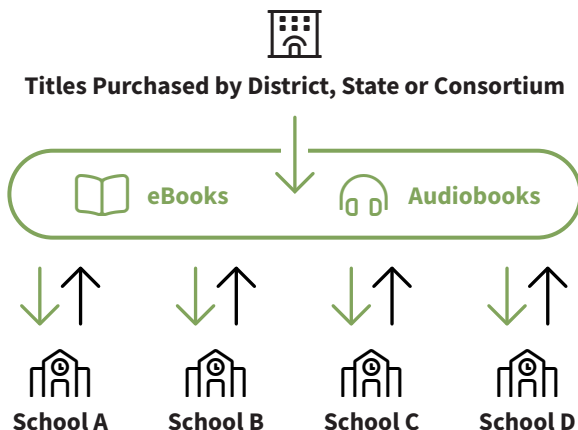 Titles Purchased by District, State or Consortium
eBooks
Audiobooks
School A
School B
School C
School D